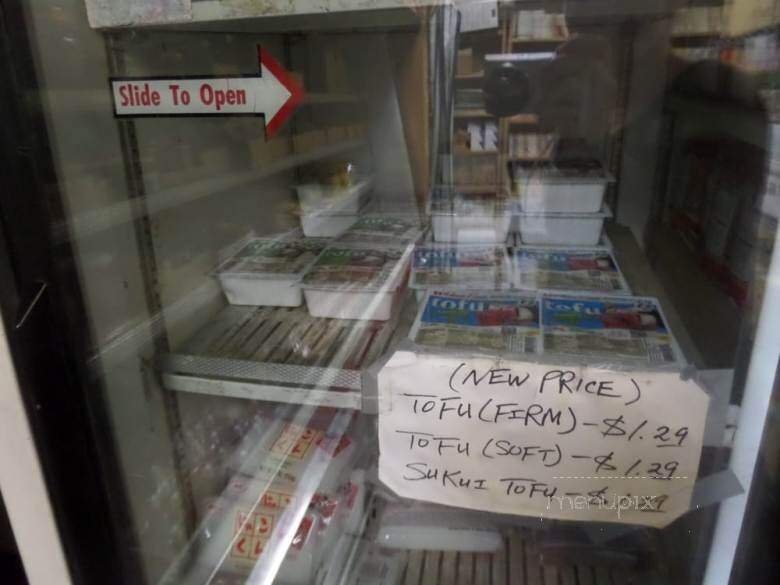 Slide To Open
tofu
tofu
(NEW PRICE)
TOFU (FIRM) - $1.29
TOFU (SOFT) - $1.29
SUKUI TOFU - $
menupix